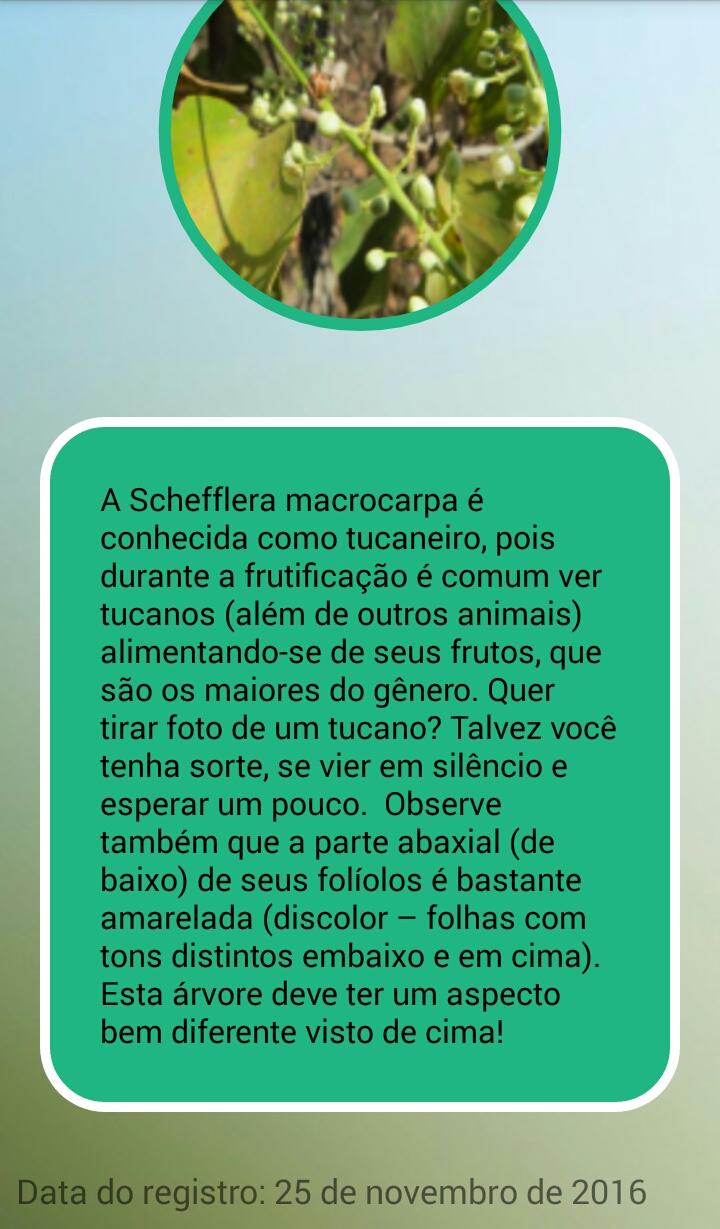 A Schefflera macrocarpa é
conhecida como tucaneiro, pois
durante a frutificação é comum ver
tucanos (além de outros animais)
alimentando-se de seus frutos, que
são os maiores do gênero. Quer
tirar foto de um tucano? Talvez você
tenha sorte, se vier em silêncio e
esperar um pouco.  Observe
também que a parte abaxial (de
baixo) de seus folíolos é bastante
amarelada (discolor – folhas com
tons distintos embaixo e em cima).
Esta árvore deve ter um aspecto
bem diferente visto de cima!
Data do registro: 25 de novembro de 2016